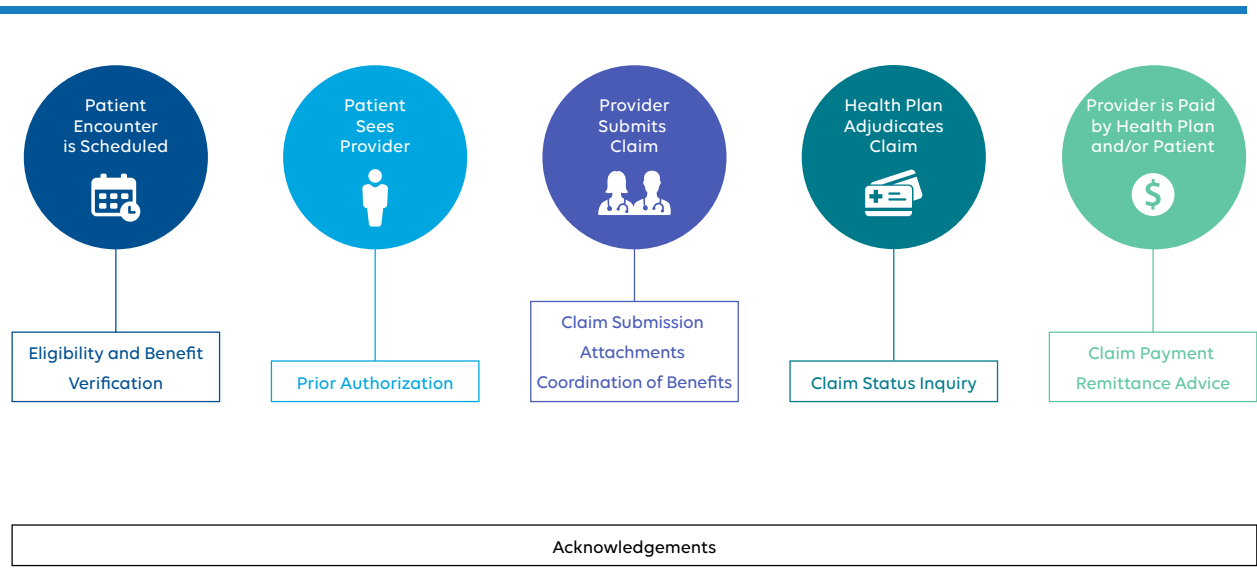 Patient
Encounter
is Scheduled
Patient
Sees
Provider
Provider
Submits
Claim
Health Plan
Adjudicates
Claim
Provider is Paid
by Health Plan
and/or Patient
$
Eligibility and Benefit
Verification
Prior Authorization
Claim Submission
Attachments
Coordination of Benefits
Claim Status Inquiry
Claim Payment
Remittance Advice
Acknowledgements